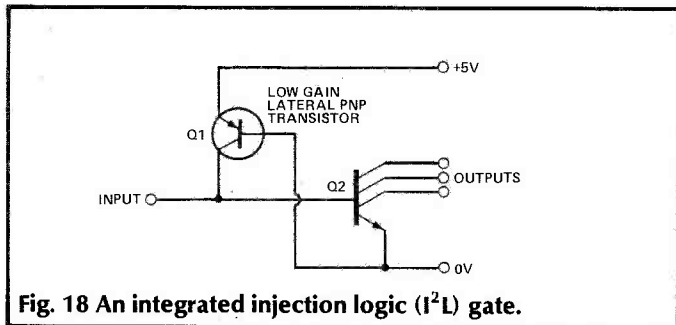 +5V
LOW GAIN
LATERAL PNP
TRANSISTOR
Q1
Q2
OUTPUTS
INPUT
0V
Fig. 18 An integrated injection logic (I²L) gate.